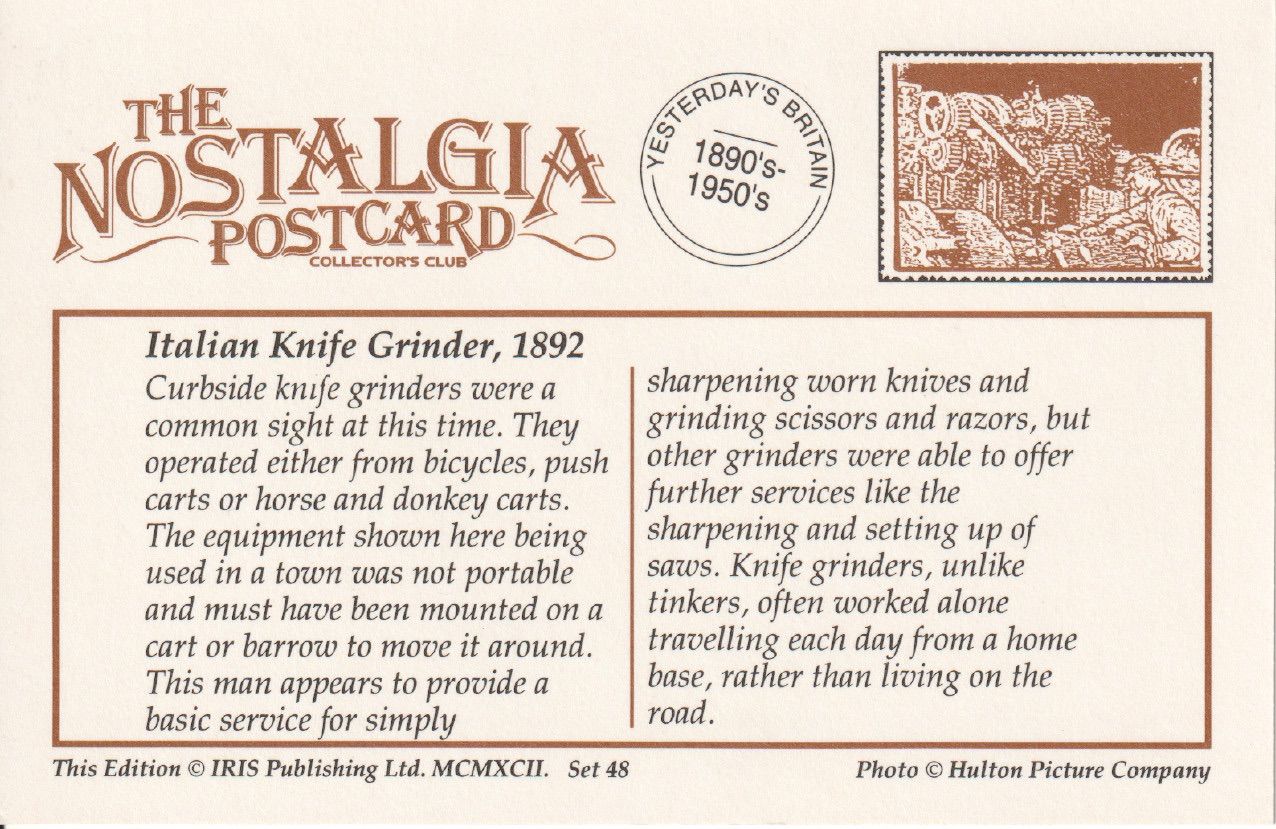 THE
NOSTALGIA
POSTCARD
COLLECTOR'S CLUB
YESTERDAY'S BRITAIN
1890's-
1950's
Italian Knife Grinder, 1892
Curbside knife grinders were a
common sight at this time. They
operated either from bicycles, push
carts or horse and donkey carts.
The equipment shown here being
used in a town was not portable
and must have been mounted on a
cart or barrow to move it around.
This man appears to provide a
basic service for simply
sharpening worn knives and
grinding scissors and razors, but
other grinders were able to offer
further services like the
sharpening and setting up of
saws. Knife grinders, unlike
tinkers, often worked alone
travelling each day from a home
base, rather than living on the
road.
This Edition © IRIS Publishing Ltd. MCMXCII. Set 48
Photo © Hulton Picture Company